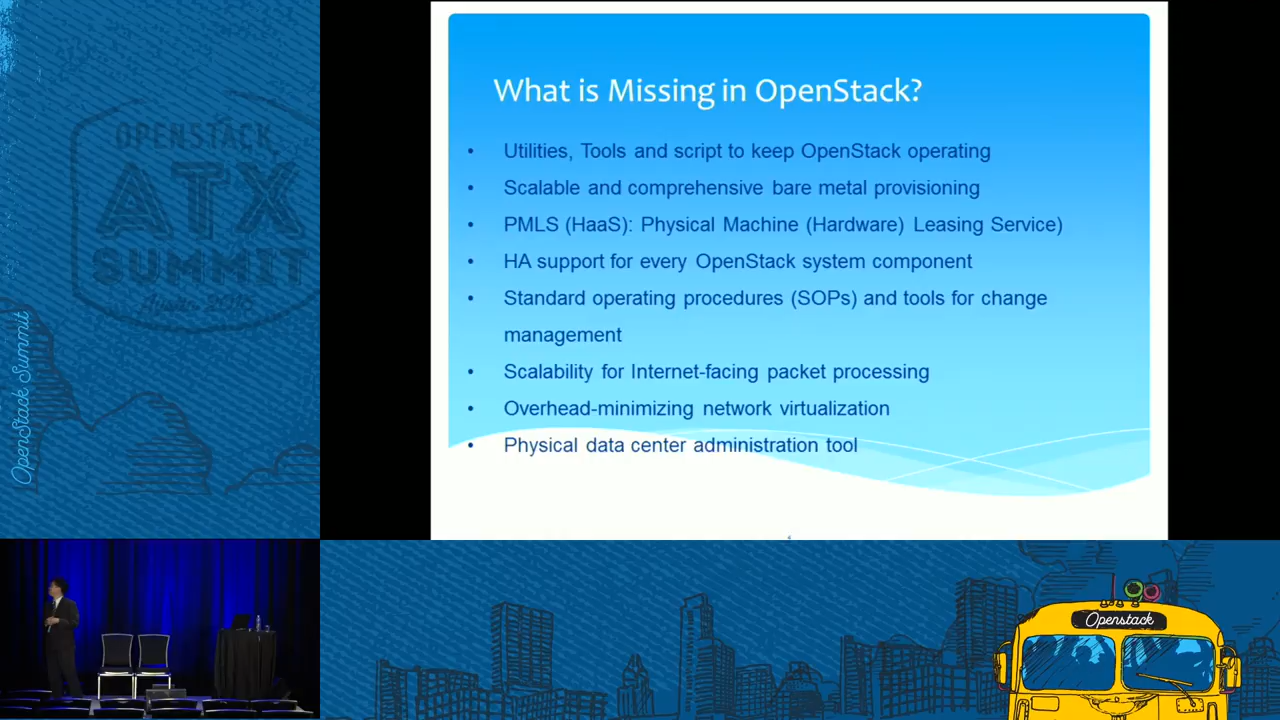 What is Missing in OpenStack?
• Utilities, Tools and script to keep OpenStack operating
• Scalable and comprehensive bare metal provisioning
• PMLS (HaaS): Physical Machine (Hardware) Leasing Service)
• HA support for every OpenStack system component
• Standard operating procedures (SOPs) and tools for change
management
• Scalability for Internet-facing packet processing
• Overhead-minimizing network virtualization
• Physical data center administration tool
OPENSTACK
ATX
SUMMIT
Austin 2016
OpenStack Summit
Openstack